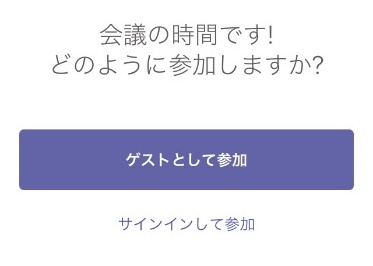 会議の時間です!
どのように参加しますか?
ゲストとして参加
サインインして参加